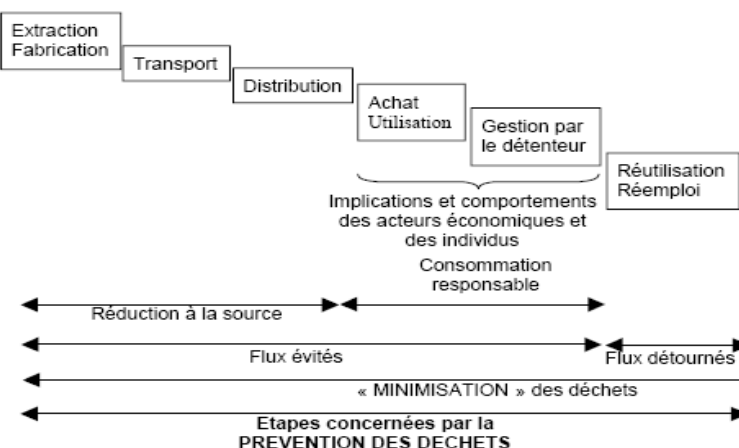 Extraction
Fabrication
Transport
Distribution
Achat
Utilisation
Gestion par
le détenteur
Réutilisation
Réemploi
Implications et comportements
des acteurs économiques et
des individus
Consommation
responsable
Réduction à la source
Flux évités
Flux détournés
« MINIMISATION » des déchets
Etapes concernées par la
PREVENTION DES DECHETS